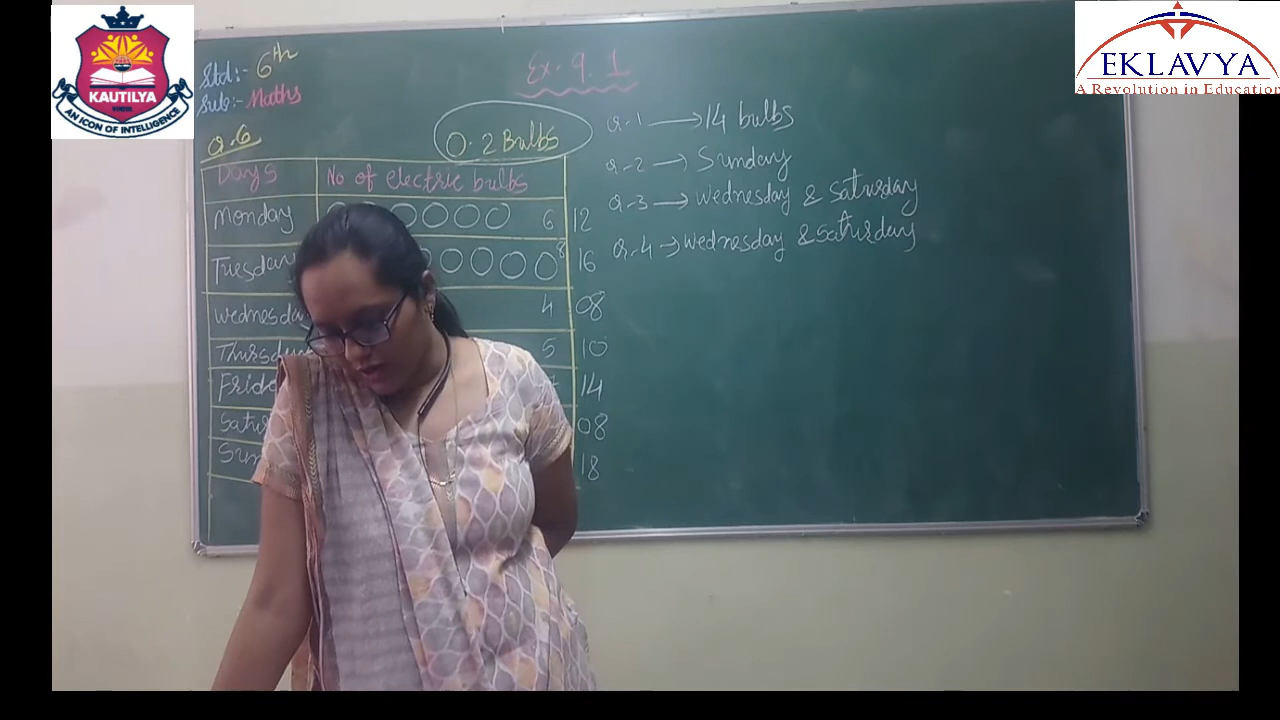 KAUTILYA
AN ICON OF INTELLIGENCE
EKLAVYA
A Revolution in Education
Std:- 6th
Sub:- Maths
Ex. 9.1
Q.6
O. 2 Bulbs
Days No of electric bulbs
Monday 6 12
Tuesday 8 16
Wednesday 4 08
Thursday 5 10
14
08
18
Q-1 → 14 bulbs
Q-2 → Sunday
Q-3 → Wednesday & Saturday
Q-4 → Wednesday & Saturday